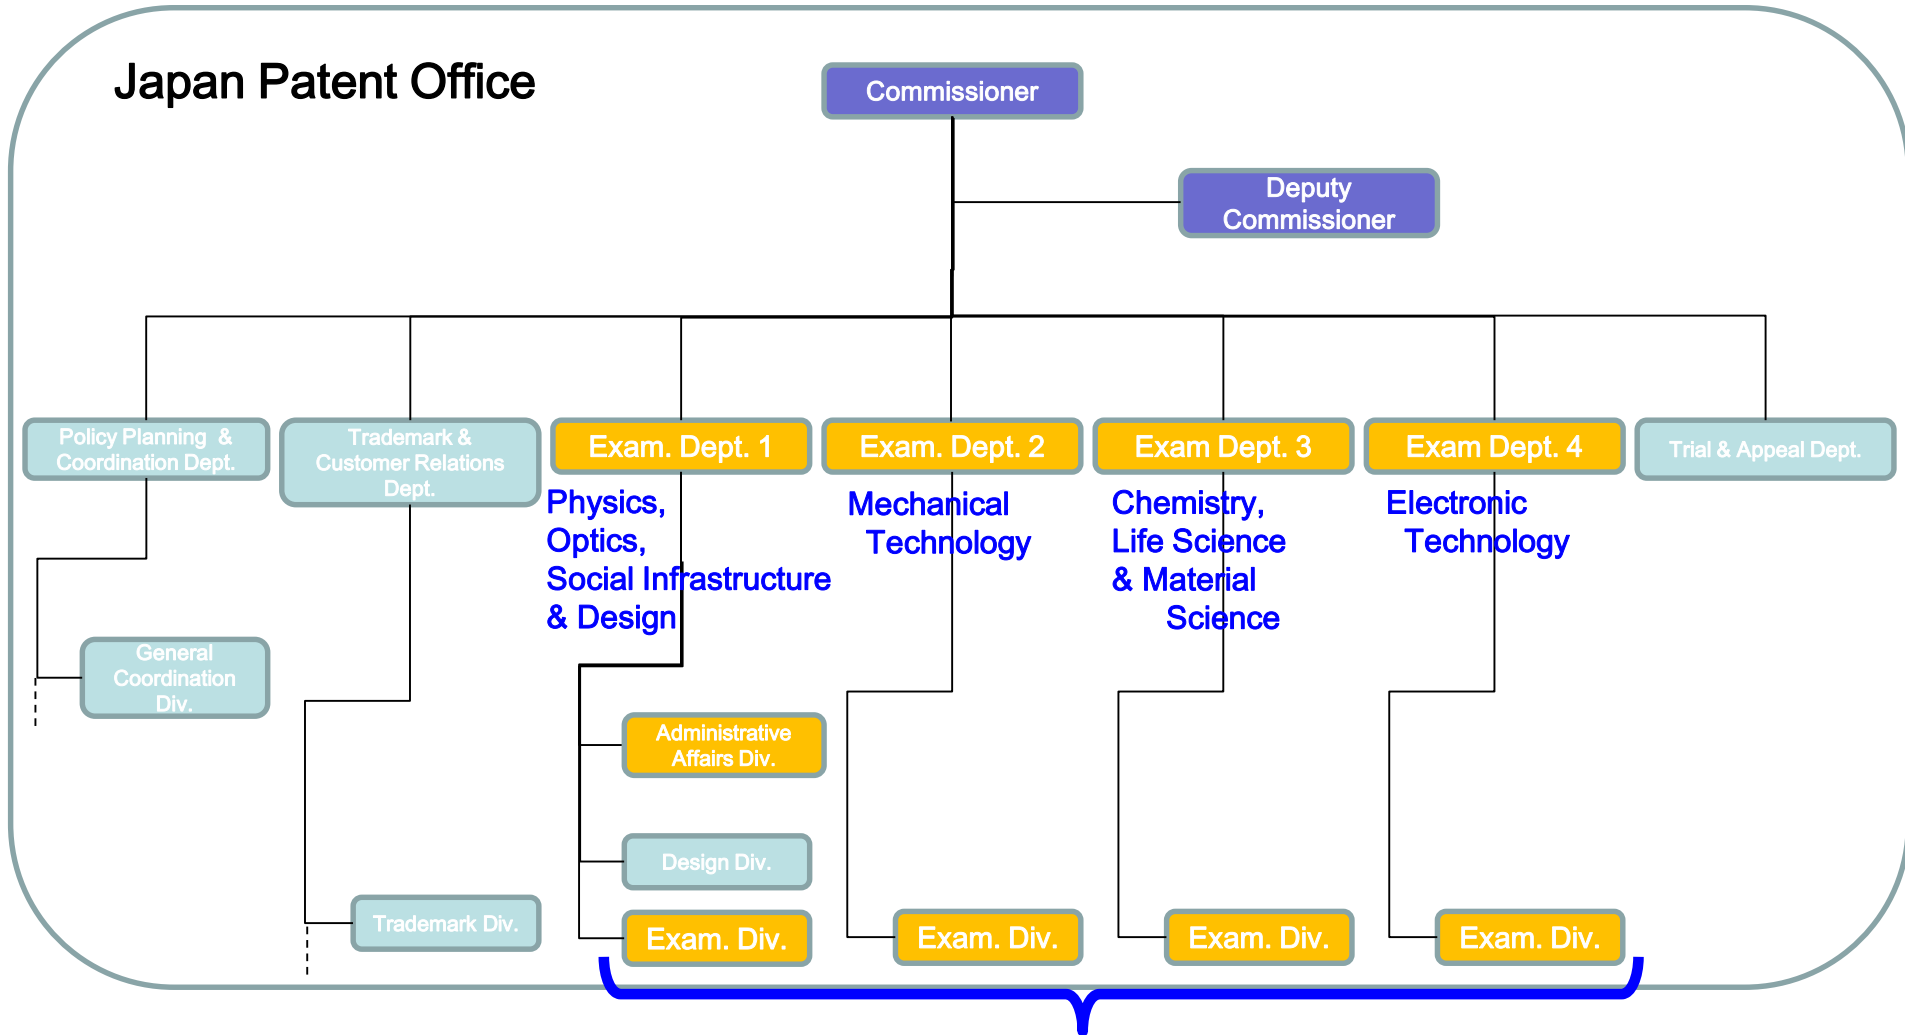 Japan Patent Office
Commissioner
Deputy
Commissioner
Policy Planning &
Coordination Dept.
Trademark &
Customer Relations
Dept.
Exam. Dept. 1
Exam. Dept. 2
Exam Dept. 3
Exam Dept. 4
Trial & Appeal Dept.
Physics,
Optics,
Social Infrastructure
& Design
Mechanical
Technology
Chemistry,
Life Science
& Material
Science
Electronic
Technology
General
Coordination
Div.
Administrative
Affairs Div.
Design Div.
Trademark Div.
Exam. Div.
Exam. Div.
Exam. Div.
Exam. Div.